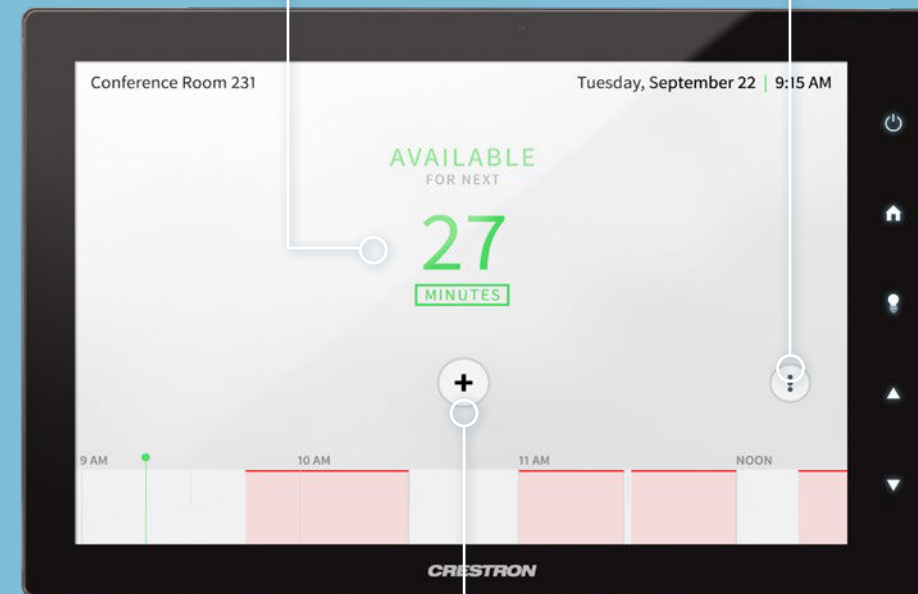 Conference Room 231
Tuesday, September 22 | 9:15 AM
AVAILABLE
FOR NEXT
27
MINUTES
9 AM
10 AM
11 AM
NOON
CRESTRON